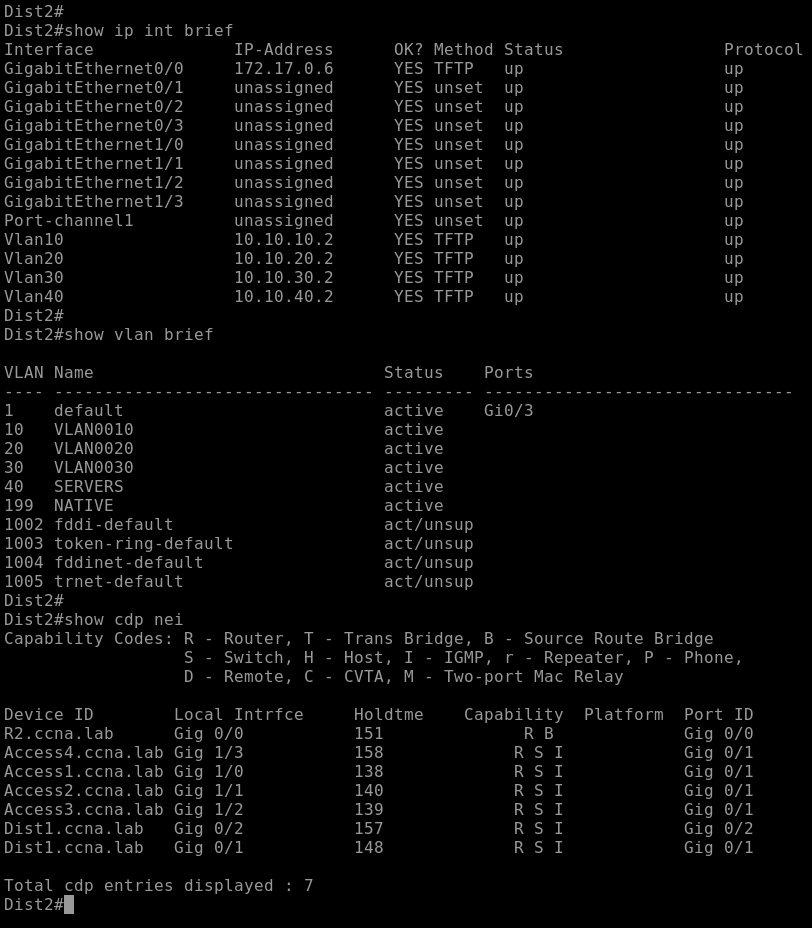 Dist2#
Dist2#show ip int brief
Interface              IP-Address      OK? Method Status                Protocol
GigabitEthernet0/0     172.17.0.6      YES TFTP   up                    up
GigabitEthernet0/1     unassigned      YES unset  up                    up
GigabitEthernet0/2     unassigned      YES unset  up                    up
GigabitEthernet0/3     unassigned      YES unset  up                    up
GigabitEthernet1/0     unassigned      YES unset  up                    up
GigabitEthernet1/1     unassigned      YES unset  up                    up
GigabitEthernet1/2     unassigned      YES unset  up                    up
GigabitEthernet1/3     unassigned      YES unset  up                    up
Port-channel1          unassigned      YES unset  up                    up
Vlan10                 10.10.10.2      YES TFTP   up                    up
Vlan20                 10.10.20.2      YES TFTP   up                    up
Vlan30                 10.10.30.2      YES TFTP   up                    up
Vlan40                 10.10.40.2      YES TFTP   up                    up
Dist2#
Dist2#show vlan brief

VLAN Name                             Status    Ports
---- -------------------------------- --------- -------------------------------
1    default                          active    Gi0/3
10   VLAN0010                         active
20   VLAN0020                         active
30   VLAN0030                         active
40   SERVERS                          active
199  NATIVE                           active
1002 fddi-default                     act/unsup
1003 token-ring-default               act/unsup
1004 fddinet-default                  act/unsup
1005 trnet-default                    act/unsup
Dist2#
Dist2#show cdp nei
Capability Codes: R - Router, T - Trans Bridge, B - Source Route Bridge
                  S - Switch, H - Host, I - IGMP, r - Repeater, P - Phone,
                  D - Remote, C - CVTA, M - Two-port Mac Relay

Device ID        Local Intrfce     Holdtme    Capability  Platform  Port ID
R2.ccna.lab      Gig 0/0           151              R B             Gig 0/0
Access4.ccna.lab Gig 1/3           158             R S I            Gig 0/1
Access1.ccna.lab Gig 1/0           138             R S I            Gig 0/1
Access2.ccna.lab Gig 1/1           140             R S I            Gig 0/1
Access3.ccna.lab Gig 1/2           139             R S I            Gig 0/1
Dist1.ccna.lab   Gig 0/2           157             R S I            Gig 0/2
Dist1.ccna.lab   Gig 0/1           148             R S I            Gig 0/1

Total cdp entries displayed : 7
Dist2#